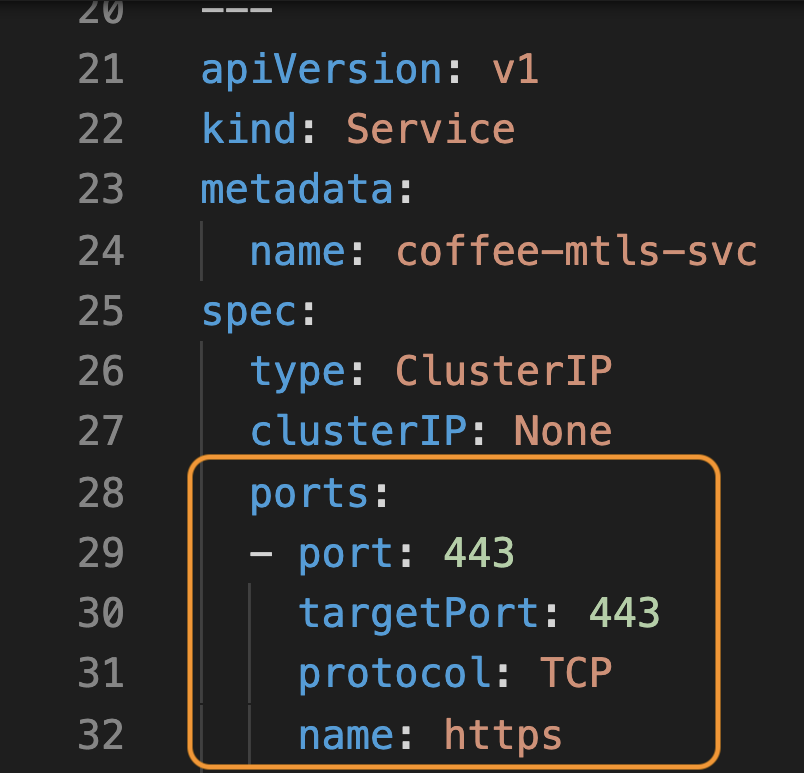 20 ---
21 apiVersion: v1
22 kind: Service
23 metadata:
24 name: coffee-mtls-svc
25 spec:
26 type: ClusterIP
27 clusterIP: None
28 ports:
29 - port: 443
30 targetPort: 443
31 protocol: TCP
32 name: https